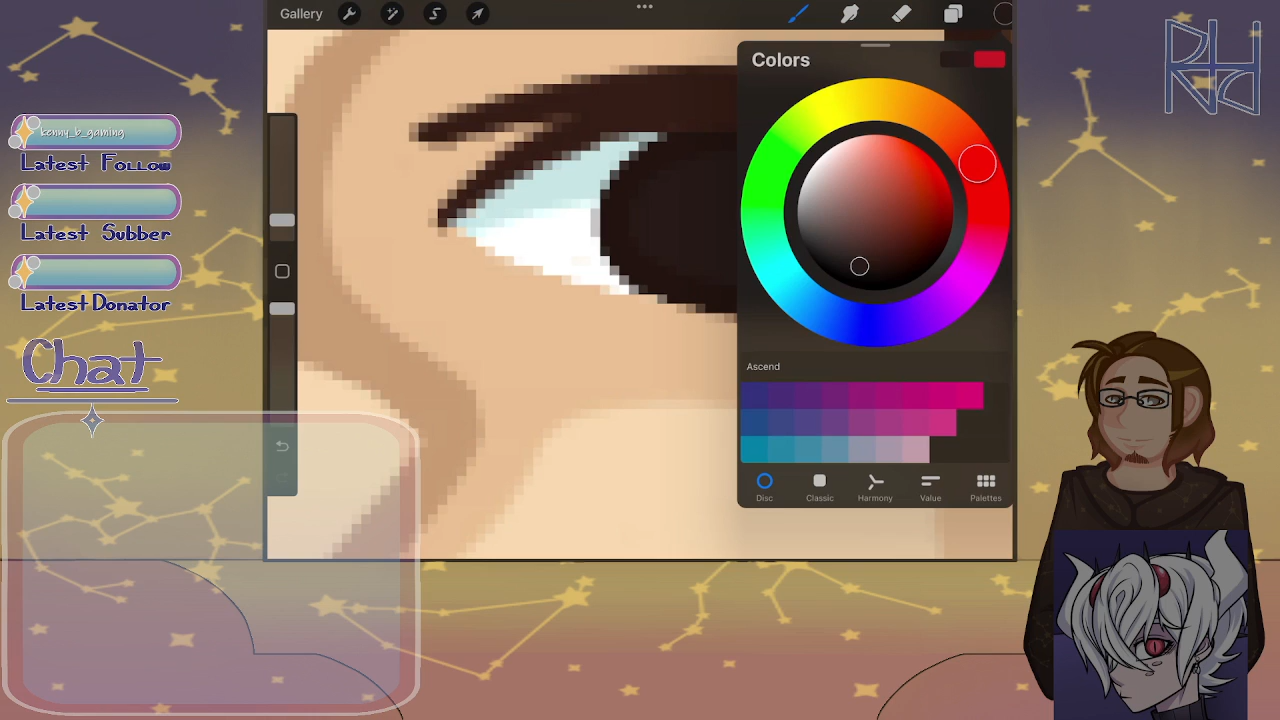 Gallery
Colors
kenny_b_gaming
Latest Follow
Latest Subber
Latest Donator
Chat
Ascend
Disc
Classic
Harmony
Value
Palettes